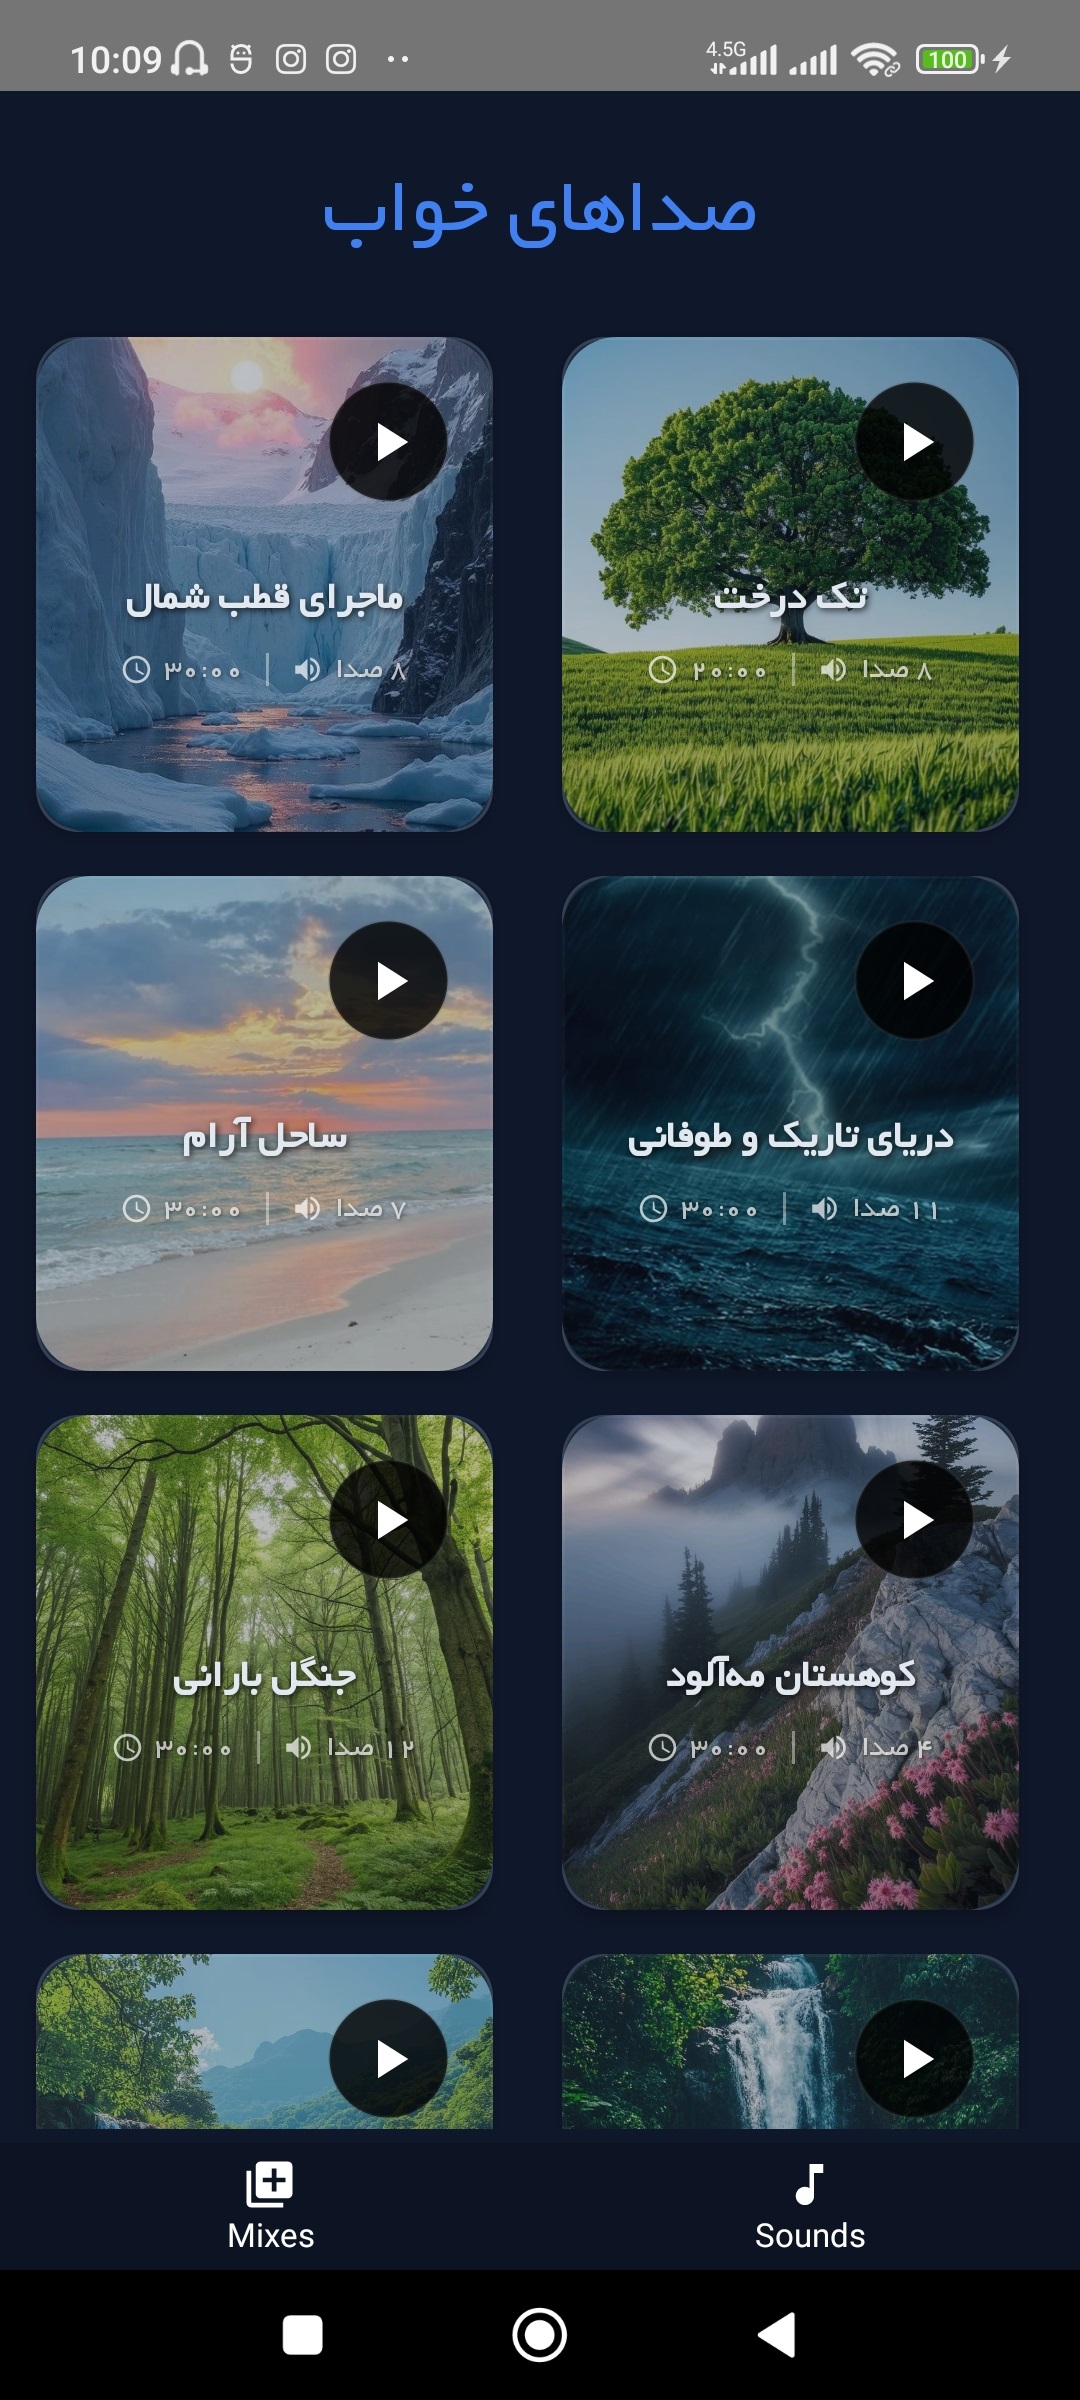 10:09
4.5G
100
صداهای خواب
تک درخت
۸ صدا | ۲۰:۰۰
ماجرای قطب شمال
۸ صدا | ۳۰:۰۰
دریای تاریک و طوفانی
۱۱ صدا | ۳۰:۰۰
ساحل آرام
۷ صدا | ۳۰:۰۰
کوهستان مه‌آلود
۴ صدا | ۳۰:۰۰
جنگل بارانی
۱۲ صدا | ۳۰:۰۰
Mixes
Sounds